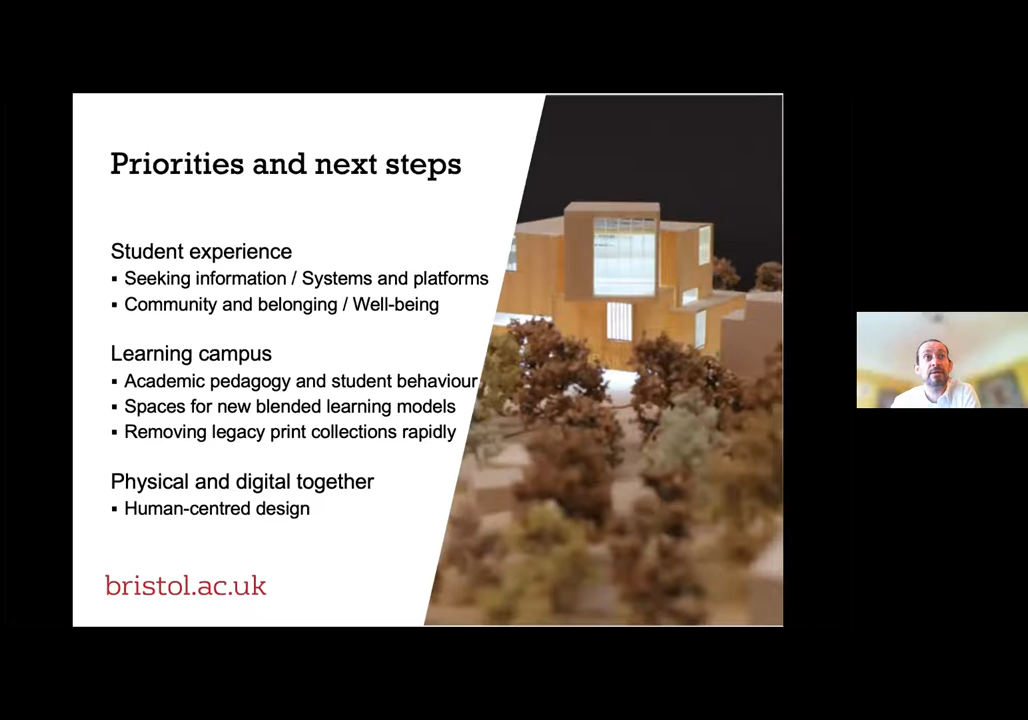 Priorities and next steps
Student experience
▪ Seeking information / Systems and platforms
▪ Community and belonging / Well-being
Learning campus
▪ Academic pedagogy and student behaviour
▪ Spaces for new blended learning models
▪ Removing legacy print collections rapidly
Physical and digital together
▪ Human-centred design
bristol.ac.uk